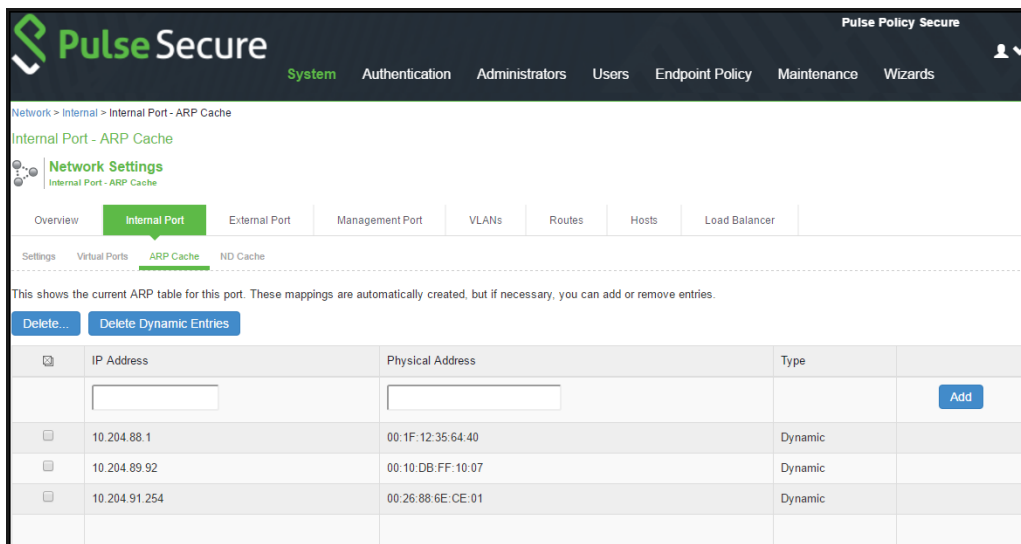 Pulse Policy Secure
Pulse Secure
System Authentication Administrators Users Endpoint Policy Maintenance Wizards
Network > Internal > Internal Port - ARP Cache
Internal Port - ARP Cache
Network Settings
Internal Port - ARP Cache
Overview Internal Port External Port Management Port VLANs Routes Hosts Load Balancer
Settings Virtual Ports ARP Cache ND Cache
This shows the current ARP table for this port. These mappings are automatically created, but if necessary, you can add or remove entries.
Delete... Delete Dynamic Entries
IP Address Physical Address Type
Add
10.204.88.1 00:1F:12:35:64:40 Dynamic
10.204.89.92 00:10:DB:FF:10:07 Dynamic
10.204.91.254 00:26:88:6E:CE:01 Dynamic